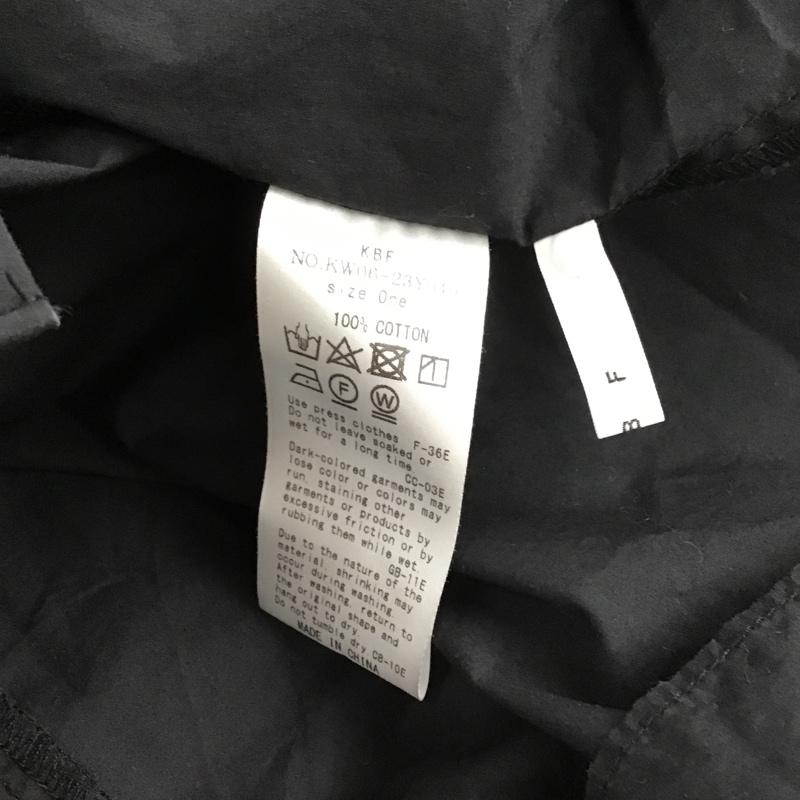 KBF
size One
100% COTTON
F
W
Use press clothes F-36E
Do not leave soaked or
wet for a long time.
CC-03E
Dark-colored garments may
lose color or colors may
run, staining other
garments or products by
excessive friction or by
rubbing them while wet.
GB-11E
Due to the nature of the
material, shrinking may
occur during washing.
After washing, return to
the original shape and
hang out to dry.
Do not tumble dry CB-10E
MADE IN CHINA
F